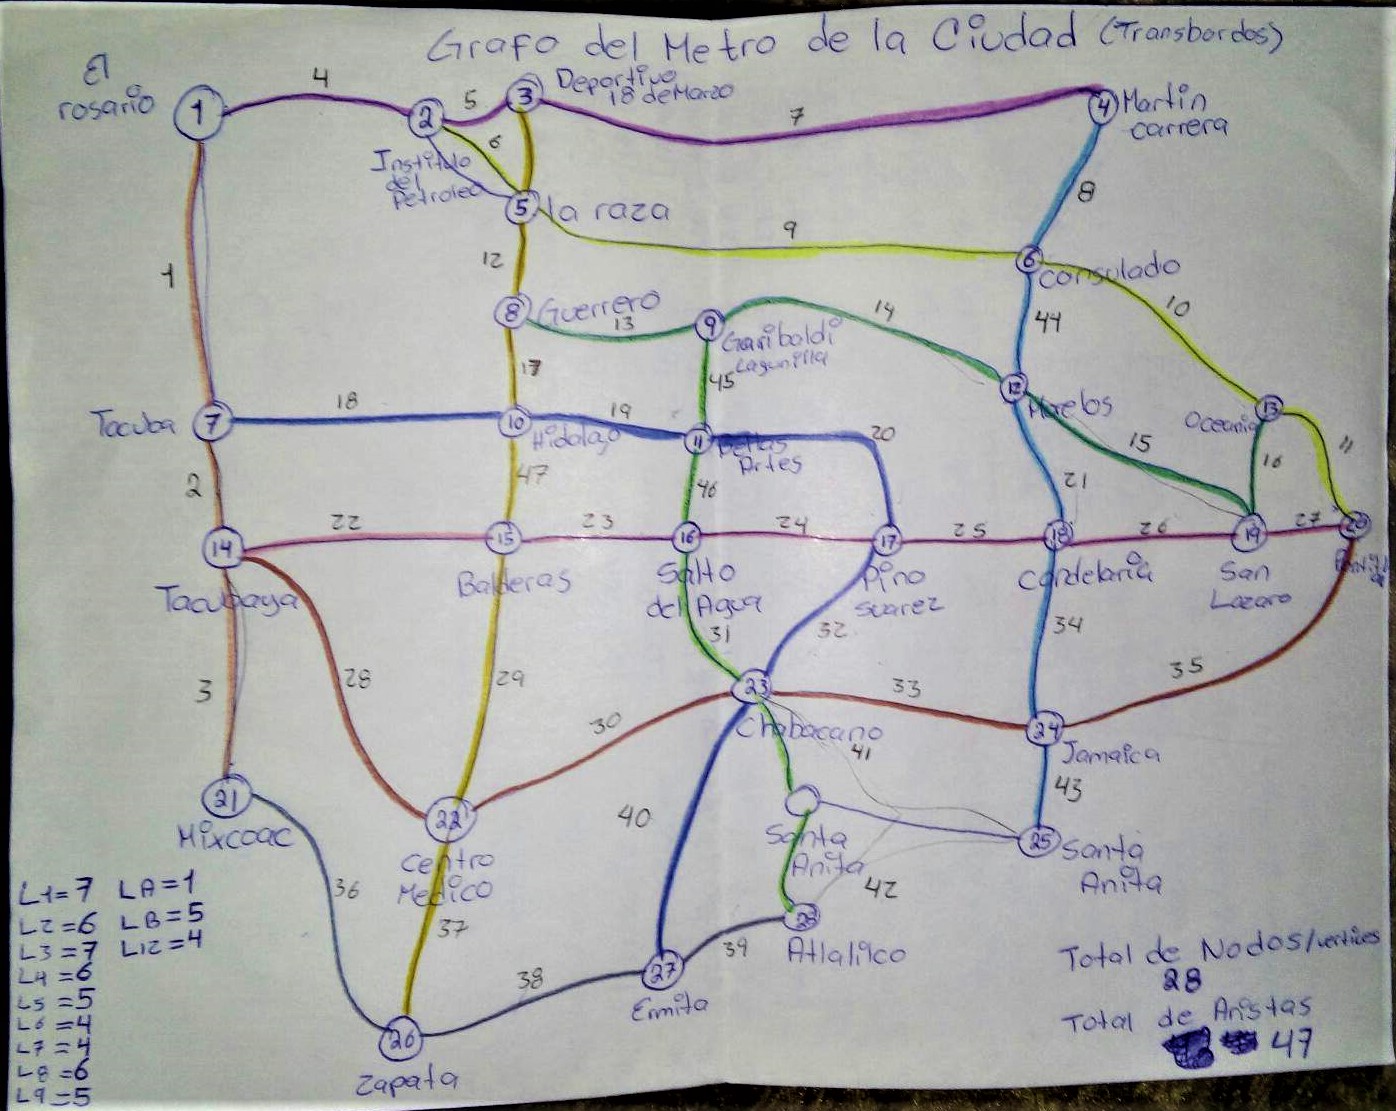 Grafo del Metro de la Ciudad (Transbordos)
El
rosario
1
4
2
5
3
Deportivo
18 de Marzo
7
4
Martin
carrera
Instituto
del
Petroleo
6
5
la raza
9
8
6
Consulado
1
12
8
Guerrero
13
9
Garibaldi
Lagunilla
14
44
10
Tacuba
7
18
17
10
Hidalgo
19
45
11
Bellas
Artes
20
12
Morelos
15
Oceania
13
16
11
2
47
46
21
14
Tacubaya
22
15
Balderas
23
16
Salto
del Agua
24
17
Pino
suarez
25
18
Candelaria
26
19
San
Lazaro
27
20
3
28
29
31
32
34
35
30
23
Chabacano
33
24
Jamaica
41
43
21
Mixcoac
22
Centro
Medico
40
Santa
Anita
25
Santa
Anita
42
36
37
38
39
28
Atlalilco
27
Ermita
26
Zapata
L1=7 LA=1
L2=6 LB=5
L3=7 L12=4
L4=6
L5=5
L6=4
L7=4
L8=6
L9=5
Total de Nodos/vertices
28
Total de Aristas
47